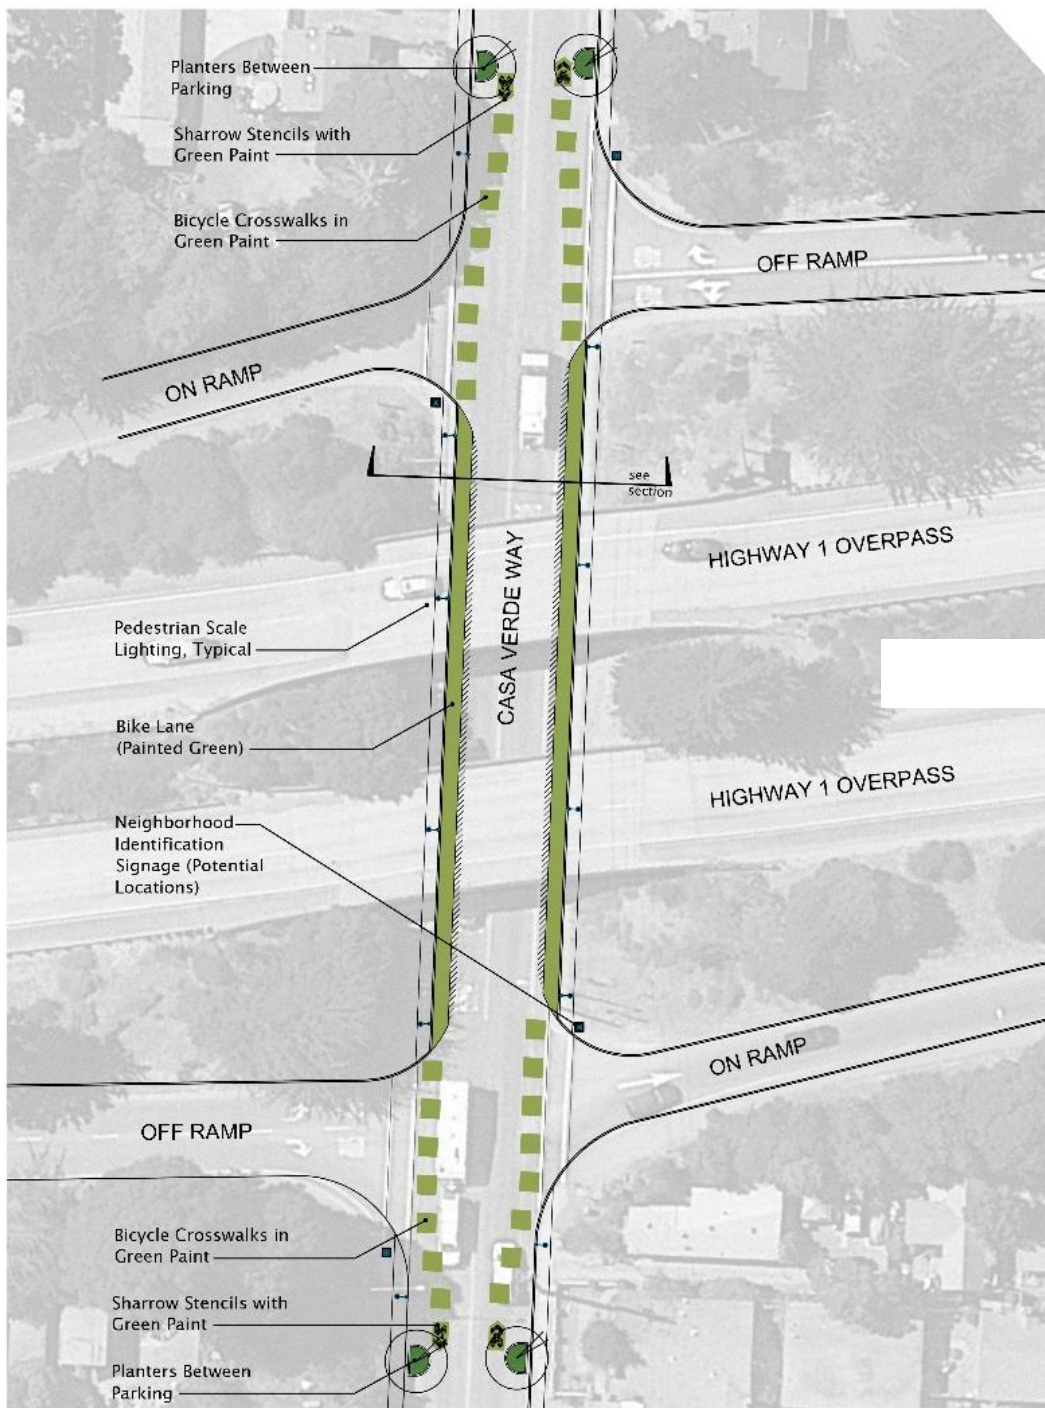 Planters Between
Parking
Sharrow Stencils with
Green Paint
Bicycle Crosswalks in
Green Paint
OFF RAMP
ON RAMP
see
section
CASA VERDE WAY
HIGHWAY 1 OVERPASS
Pedestrian Scale
Lighting, Typical
Bike Lane
(Painted Green)
HIGHWAY 1 OVERPASS
Neighborhood
Identification
Signage (Potential
Locations)
ON RAMP
OFF RAMP
Bicycle Crosswalks in
Green Paint
Sharrow Stencils with
Green Paint
Planters Between
Parking